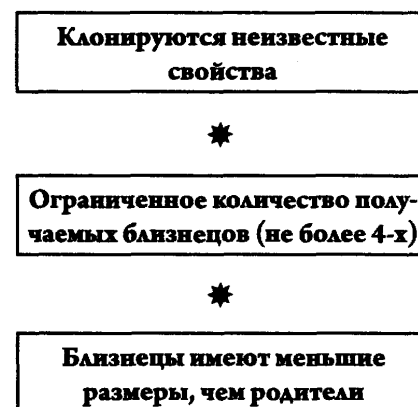 Клонируются неизвестные
свойства
Ограниченное количество полу-
чаемых близнецов (не более 4-х)
Близнецы имеют меньшие
размеры, чем родители